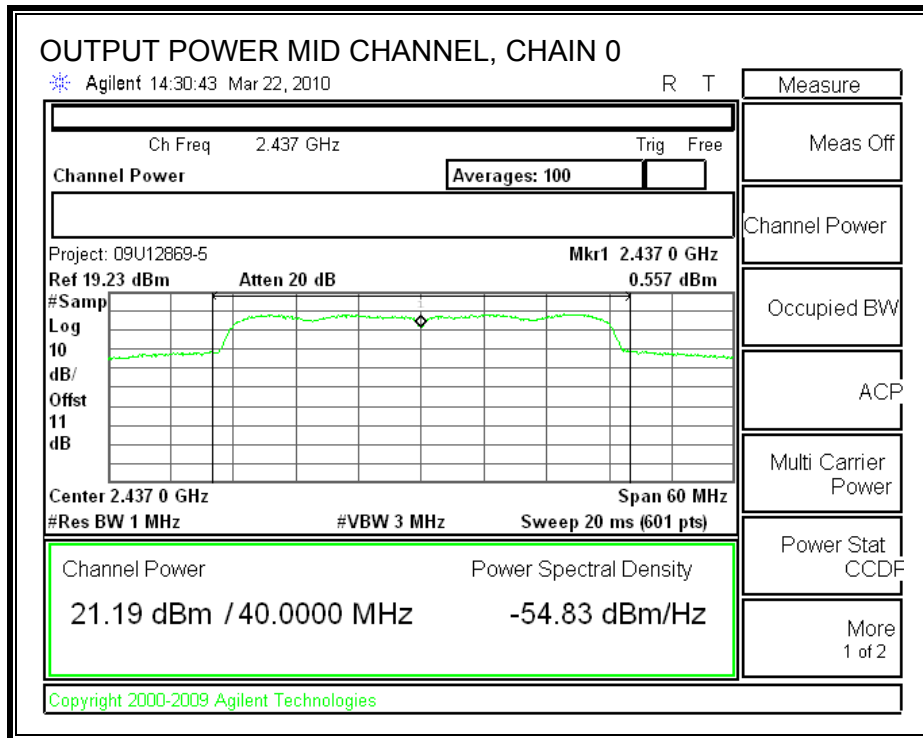 OUTPUT POWER MID CHANNEL, CHAIN 0
Agilent 14:30:43 Mar 22, 2010 R T
Measure
Ch Freq 2.437 GHz Trig Free
Channel Power Averages: 100
Project: 09U12869-5 Mkr1 2.437 0 GHz
Ref 19.23 dBm Atten 20 dB 0.557 dBm
#Samp
Log
10
dB/
Offst
11
dB
Center 2.437 0 GHz Span 60 MHz
#Res BW 1 MHz #VBW 3 MHz Sweep 20 ms (601 pts)
Channel Power Power Spectral Density
21.19 dBm / 40.0000 MHz -54.83 dBm/Hz
Copyright 2000-2009 Agilent Technologies
Meas Off
Channel Power
Occupied BW
ACP
Multi Carrier
Power
Power Stat
CCDF
More
1 of 2